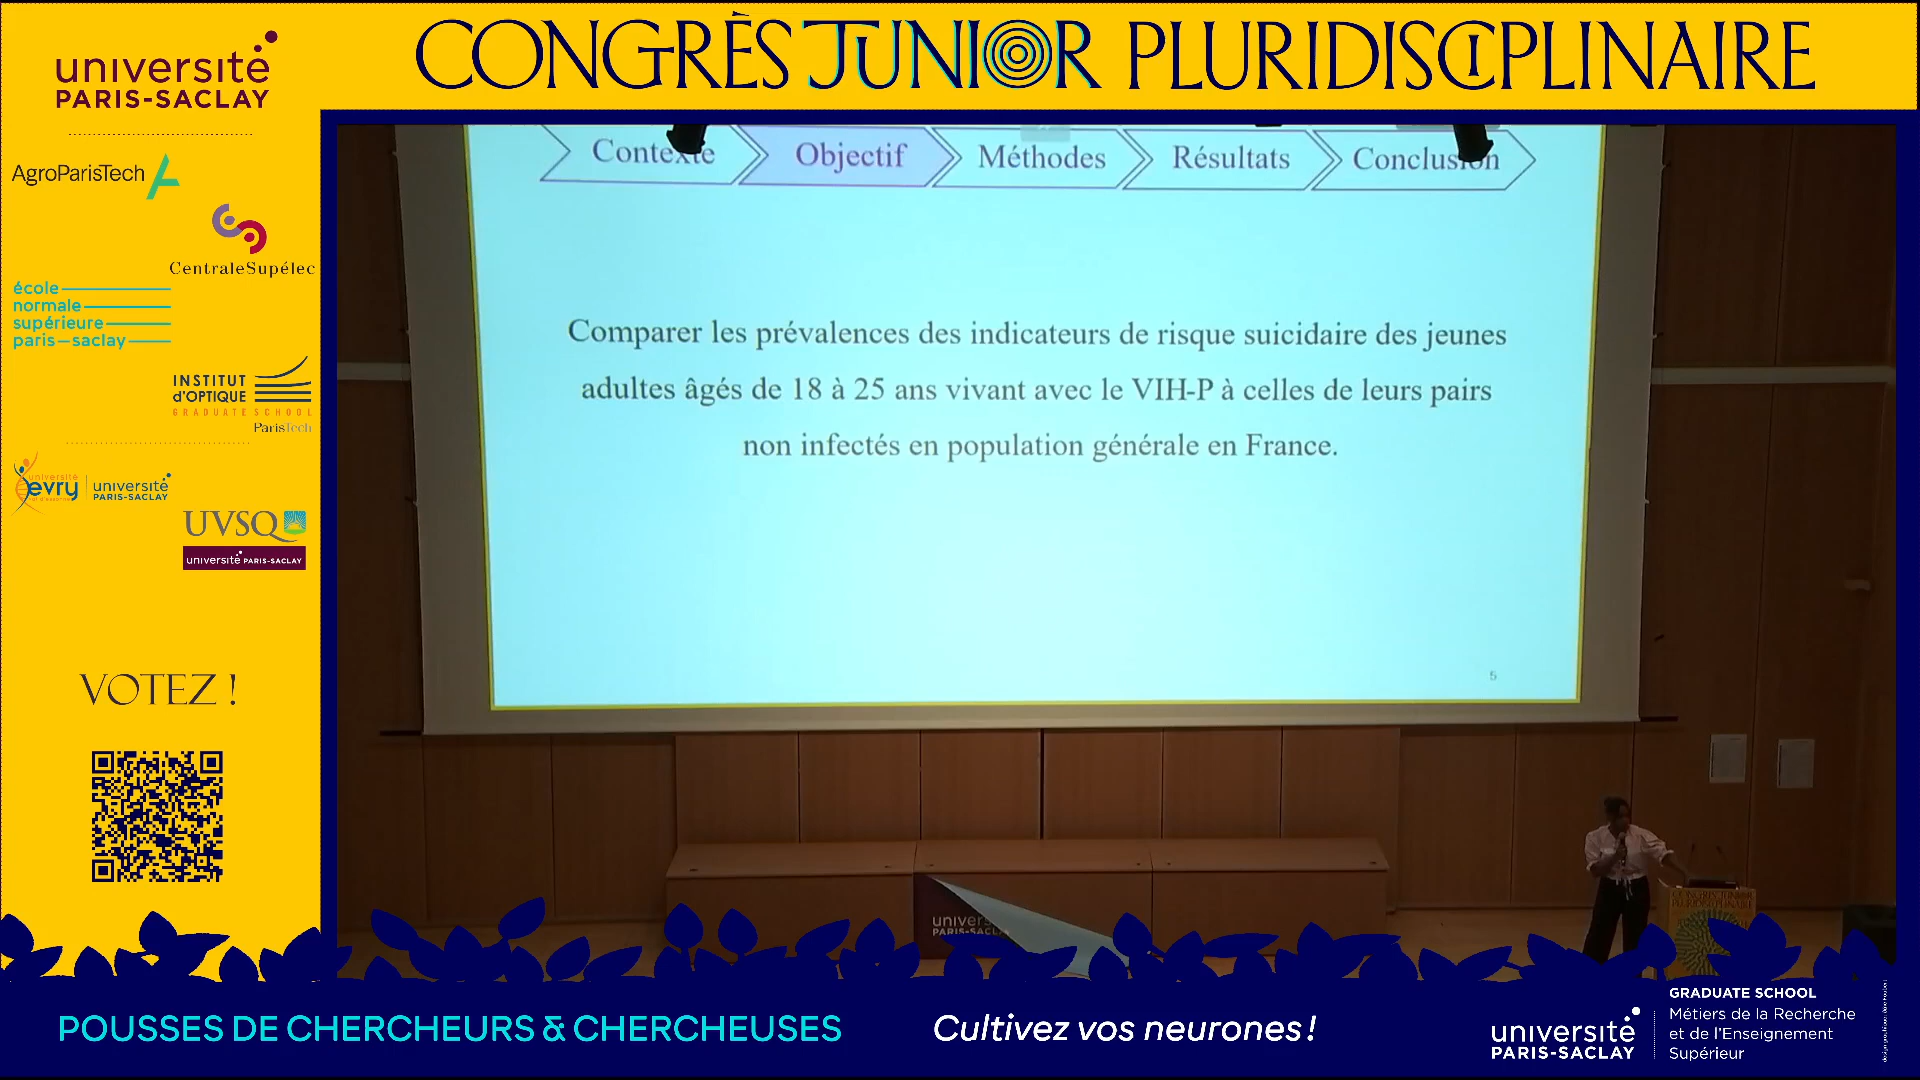 CONGRÈS JUNIOR PLURIDISCIPLINAIRE
université
PARIS-SACLAY
AgroParisTech
CentraleSupélec
école
normale
supérieure
paris-saclay
INSTITUT
d'OPTIQUE
GRADUATE SCHOOL
ParisTech
université
evry
université
PARIS-SACLAY
UVSQ
université PARIS-SACLAY
VOTEZ !
Contexte
Objectif
Méthodes
Résultats
Conclusion
Comparer les prévalences des indicateurs de risque suicidaire des jeunes
adultes âgés de 18 à 25 ans vivant avec le VIH-P à celles de leurs pairs
non infectés en population générale en France.
5
POUSSES DE CHERCHEURS & CHERCHEUSES
Cultivez vos neurones !
université
PARIS-SACLAY
GRADUATE SCHOOL
Métiers de la Recherche
et de l'Enseignement
Supérieur